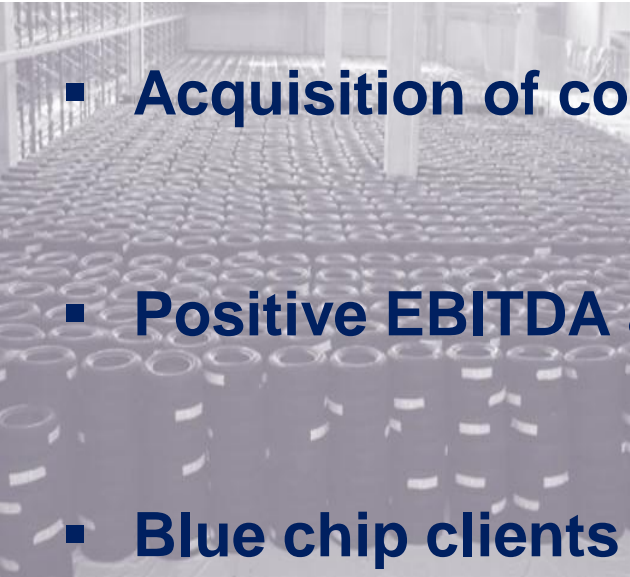 ▪ Acquisition of co
▪ Positive EBITDA
▪ Blue chip clients